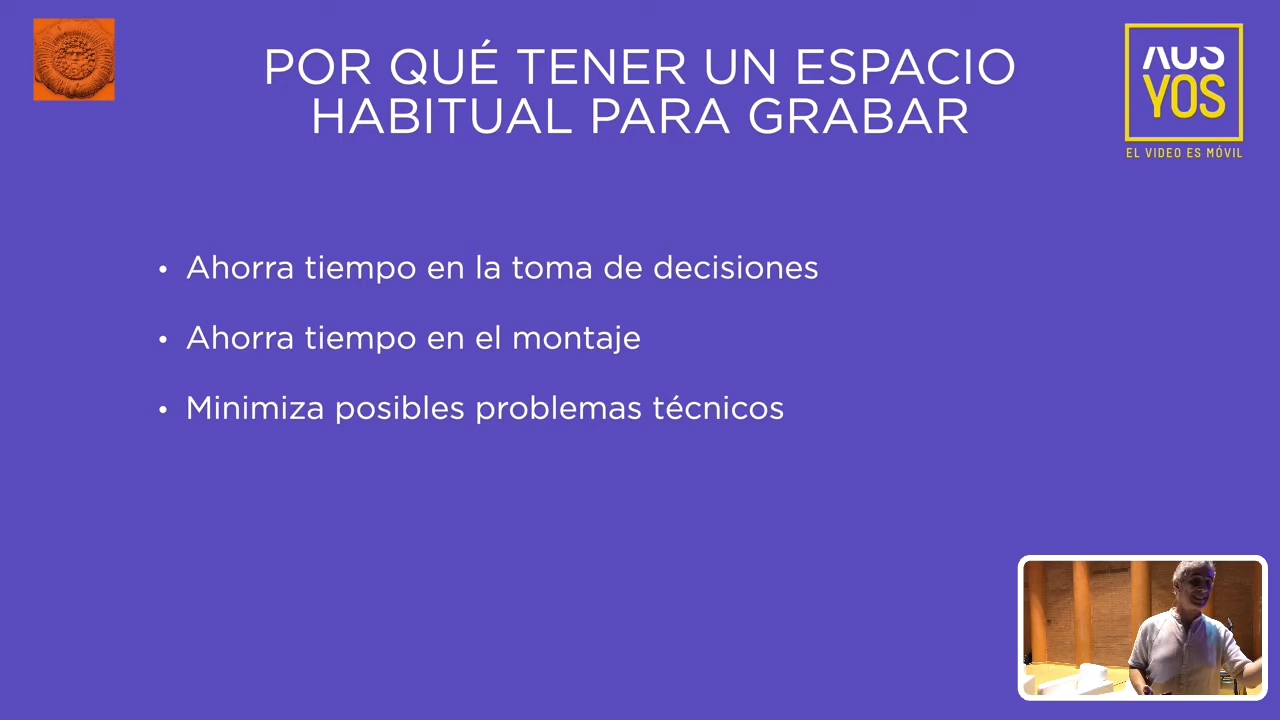 POR QUÉ TENER UN ESPACIO
HABITUAL PARA GRABAR
YOS
EL VIDEO ES MÓVIL
• Ahorra tiempo en la toma de decisiones
• Ahorra tiempo en el montaje
• Minimiza posibles problemas técnicos